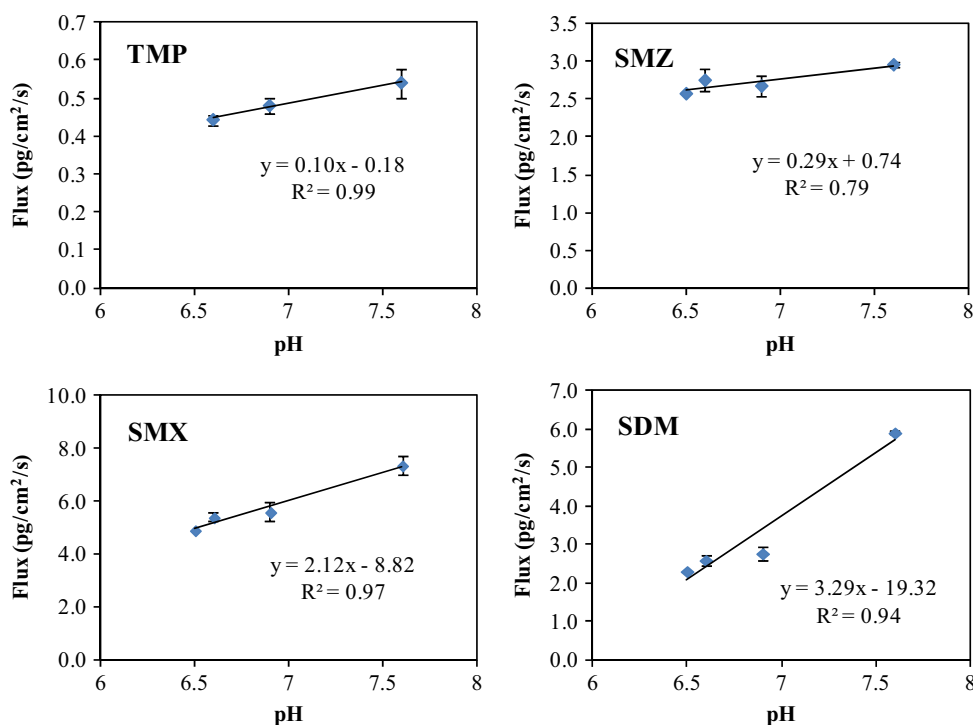 TMP
Flux (pg/cm²/s)
0.7
0.6
0.5
0.4
0.3
0.2
0.1
0.0
y = 0.10x - 0.18
R² = 0.99
6 6.5 7 7.5 8
pH
SMZ
Flux (pg/cm²/s)
3.5
3.0
2.5
2.0
1.5
1.0
0.5
0.0
y = 0.29x + 0.74
R² = 0.79
6 6.5 7 7.5 8
pH
SMX
Flux (pg/cm²/s)
10.0
8.0
6.0
4.0
2.0
0.0
y = 2.12x - 8.82
R² = 0.97
6 6.5 7 7.5 8
pH
SDM
Flux (pg/cm²/s)
7.0
6.0
5.0
4.0
3.0
2.0
1.0
0.0
y = 3.29x - 19.32
R² = 0.94
6 6.5 7 7.5 8
pH